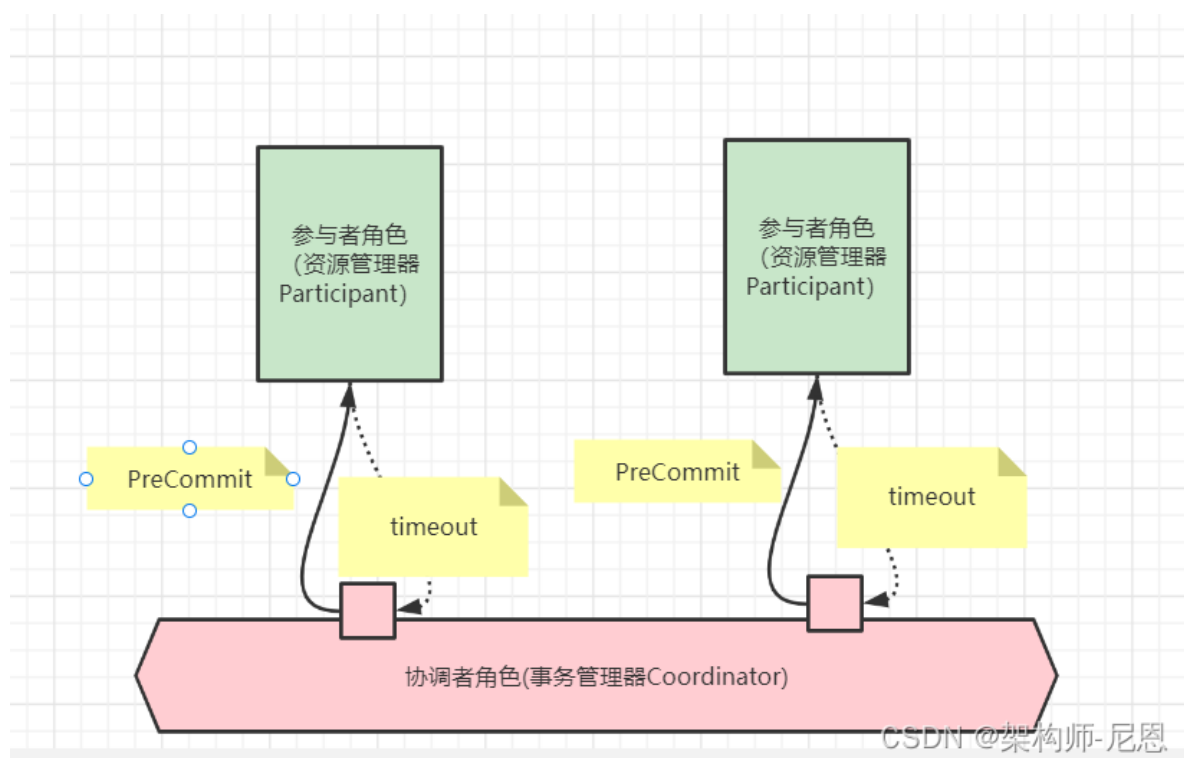 参与者角色
（资源管理器
Participant）
参与者角色
（资源管理器
Participant）
PreCommit
timeout
PreCommit
timeout
协调者角色(事务管理器Coordinator)
CSDN @架构师-尼恩